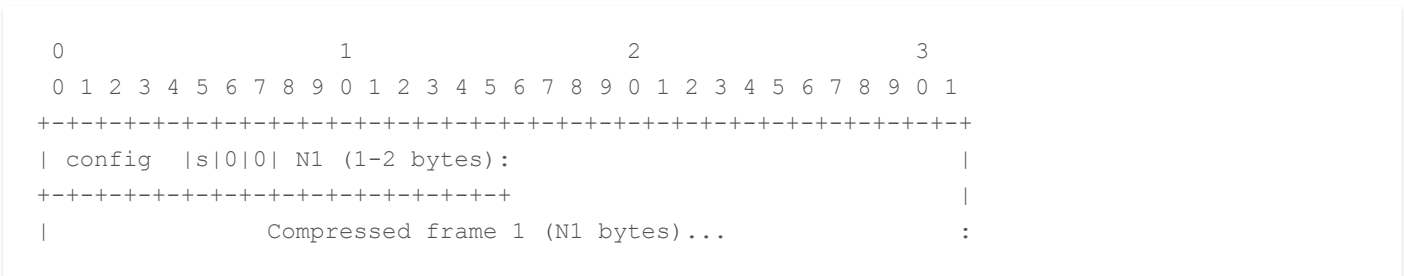 0                   1                   2                   3
 0 1 2 3 4 5 6 7 8 9 0 1 2 3 4 5 6 7 8 9 0 1 2 3 4 5 6 7 8 9 0 1
+-+-+-+-+-+-+-+-+-+-+-+-+-+-+-+-+-+-+-+-+-+-+-+-+-+-+-+-+-+-+-+-+
| config  |s|0|0| N1 (1-2 bytes):                               |
+-+-+-+-+-+-+-+-+-+-+-+-+-+-+-+-+                               |
|               Compressed frame 1 (N1 bytes)...                :